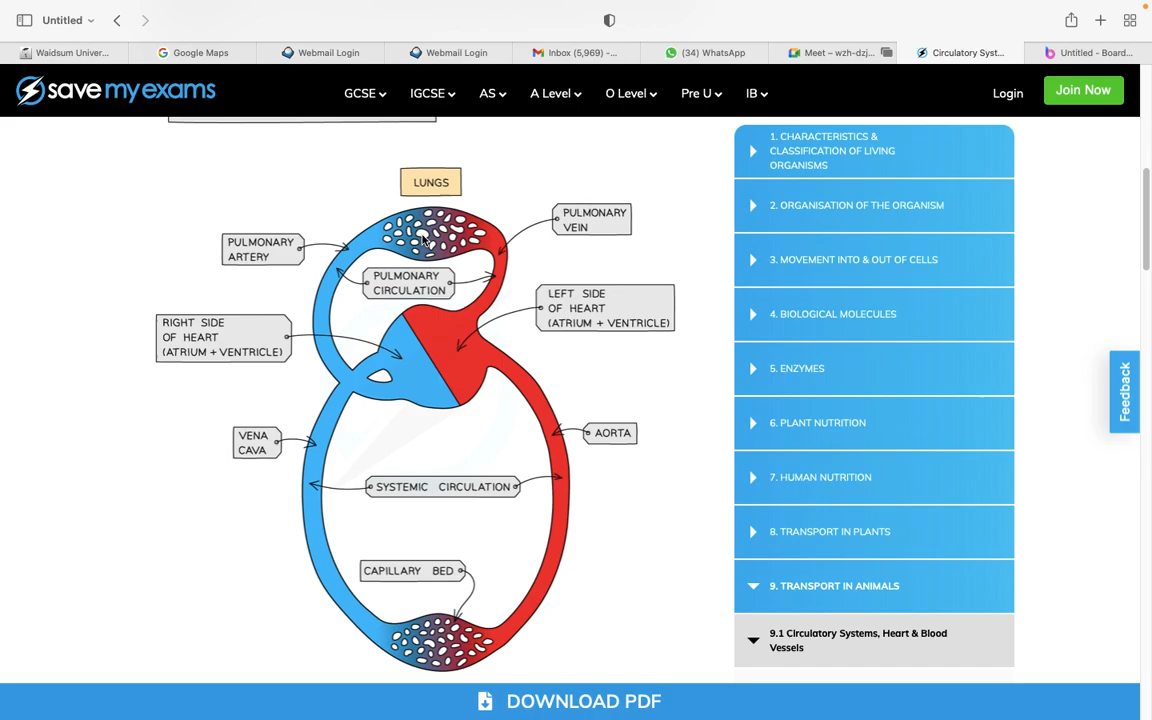 Untitled
Waidsum Univer...
Google Maps
Webmail Login
Webmail Login
Inbox (5,969) -...
(34) WhatsApp
Meet – wzh-dzj...
Circulatory Syst...
Untitled - Board...
save my exams
GCSE
IGCSE
AS
A Level
O Level
Pre U
IB
Login
Join Now
LUNGS
PULMONARY
VEIN
PULMONARY
ARTERY
PULMONARY
CIRCULATION
LEFT SIDE
OF HEART
(ATRIUM + VENTRICLE)
RIGHT SIDE
OF HEART
(ATRIUM + VENTRICLE)
VENA
CAVA
AORTA
SYSTEMIC CIRCULATION
CAPILLARY BED
1. CHARACTERISTICS &
CLASSIFICATION OF LIVING
ORGANISMS
2. ORGANISATION OF THE ORGANISM
3. MOVEMENT INTO & OUT OF CELLS
4. BIOLOGICAL MOLECULES
5. ENZYMES
6. PLANT NUTRITION
7. HUMAN NUTRITION
8. TRANSPORT IN PLANTS
9. TRANSPORT IN ANIMALS
9.1 Circulatory Systems, Heart & Blood
Vessels
Feedback
DOWNLOAD PDF